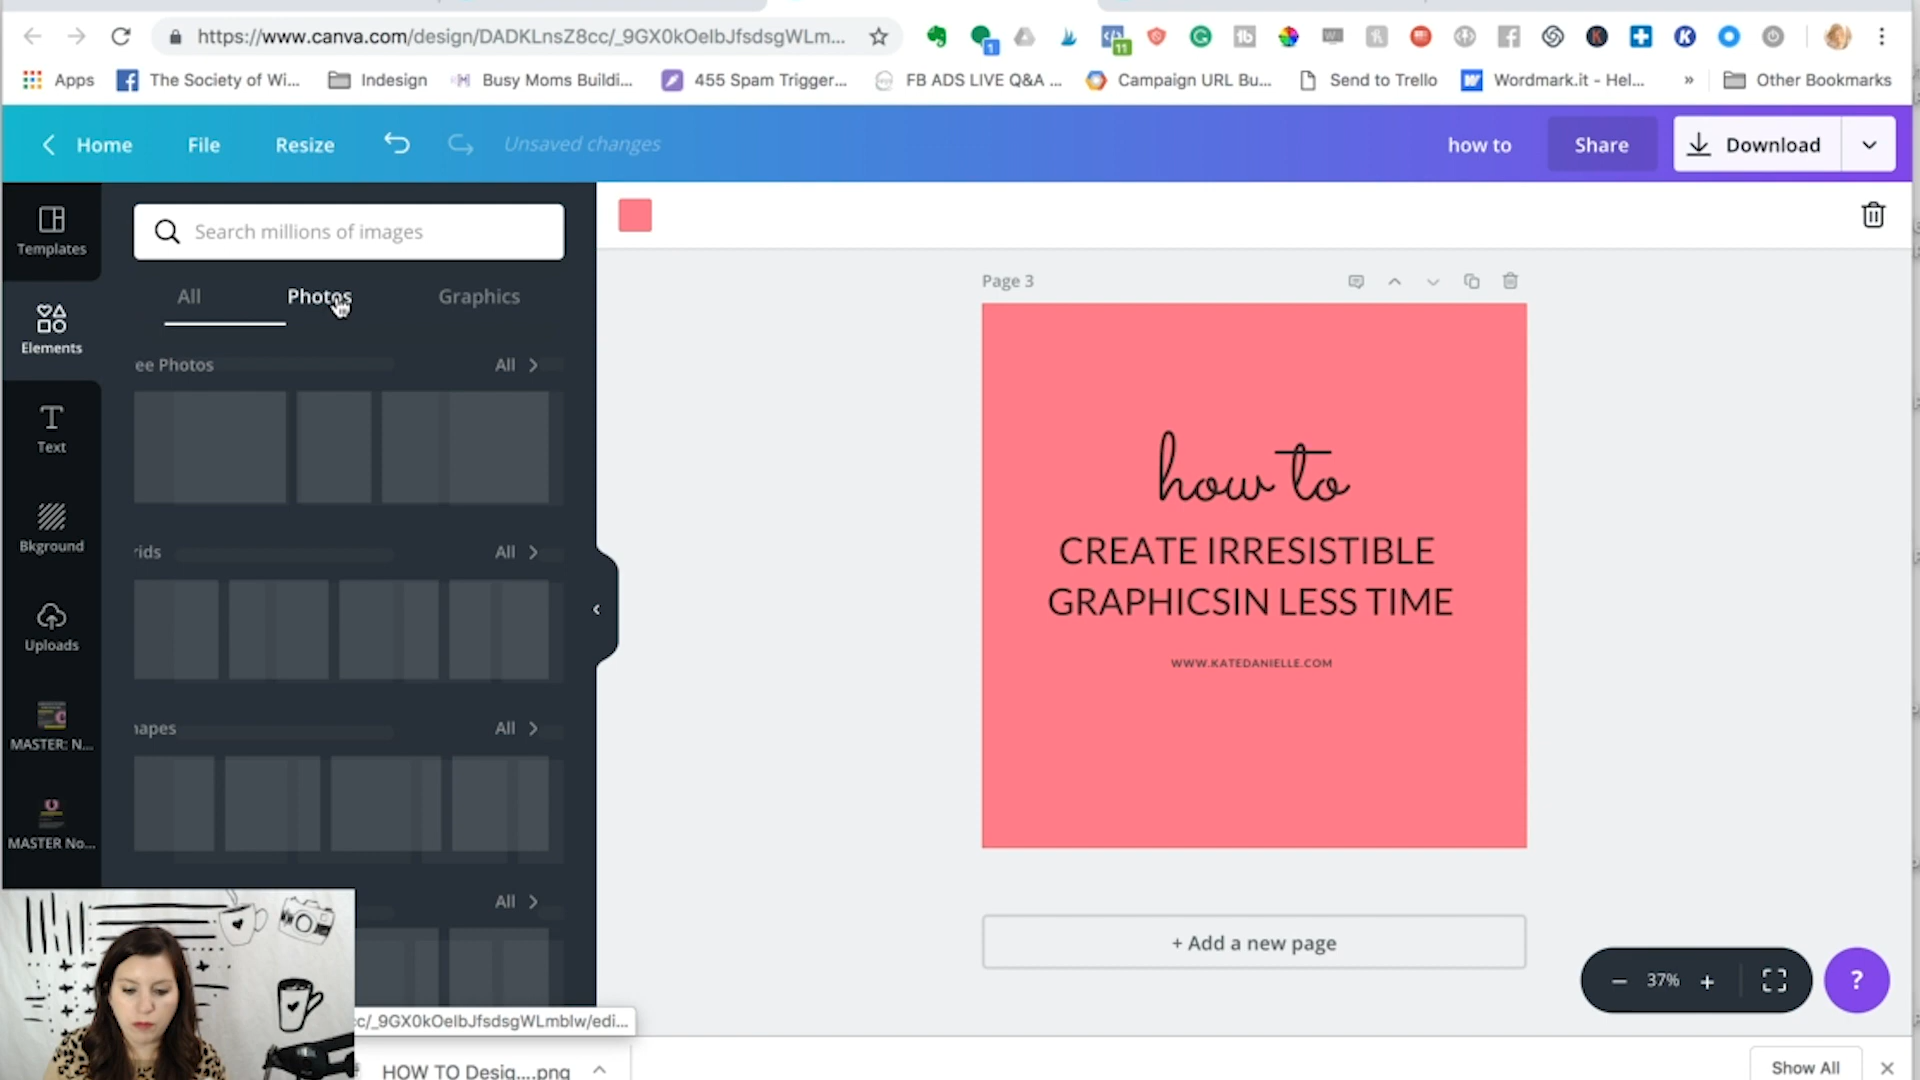 https://www.canva.com/design/DADKLnsZ8cc/_9GX0kOelbJfsdsgWLm...
1
11
Apps
The Society of Wi...
Indesign
Busy Moms Buildi...
455 Spam Trigger...
FB ADS LIVE Q&A ...
Campaign URL Bu...
Send to Trello
Wordmark.it - Hel...
»
Other Bookmarks
Home
File
Resize
Unsaved changes
how to
Share
Download
Templates
Elements
Text
Bkground
Uploads
MASTER: N...
MASTER No...
Search millions of images
All
Photos
Graphics
ee Photos
All
rids
All
hapes
All
All
Page 3
how to
CREATE IRRESISTIBLE
GRAPHICSIN LESS TIME
WWW.KATEDANIELLE.COM
+ Add a new page
37%
?
cc/_9GX0kOelbJfsdsgWLmblw/edi...
HOW TO Desig....png
Show All